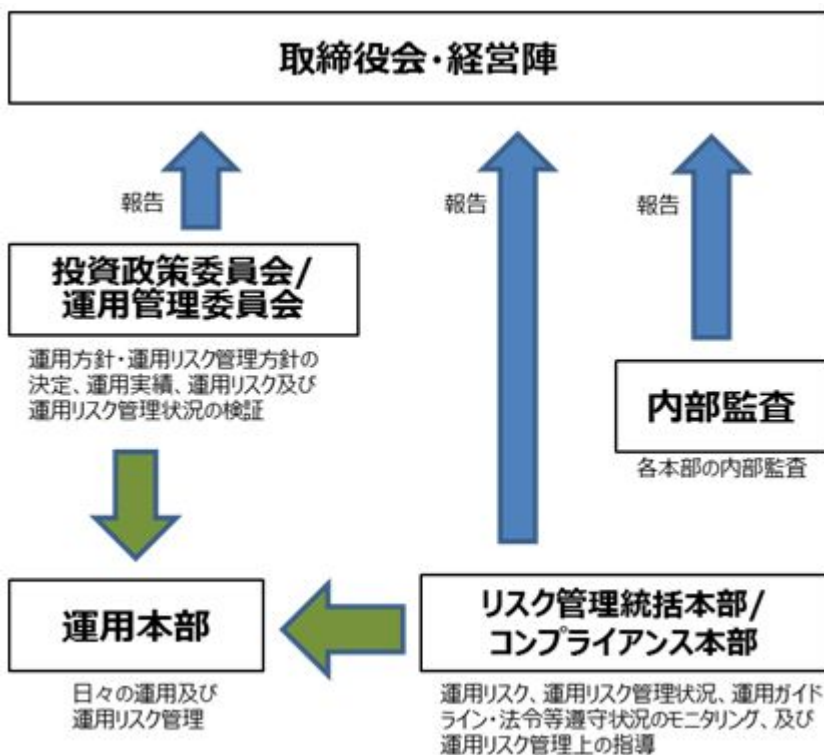 取締役会・経営陣
報告
報告
報告
投資政策委員会/
運用管理委員会
運用方針・運用リスク管理方針の
決定、運用実績、運用リスク及び
運用リスク管理状況の検証
内部監査
各本部の内部監査
運用本部
日々の運用及び
運用リスク管理
リスク管理統括本部/
コンプライアンス本部
運用リスク、運用リスク管理状況、運用ガイド
ライン・法令等遵守状況のモニタリング、及び
運用リスク管理上の指導